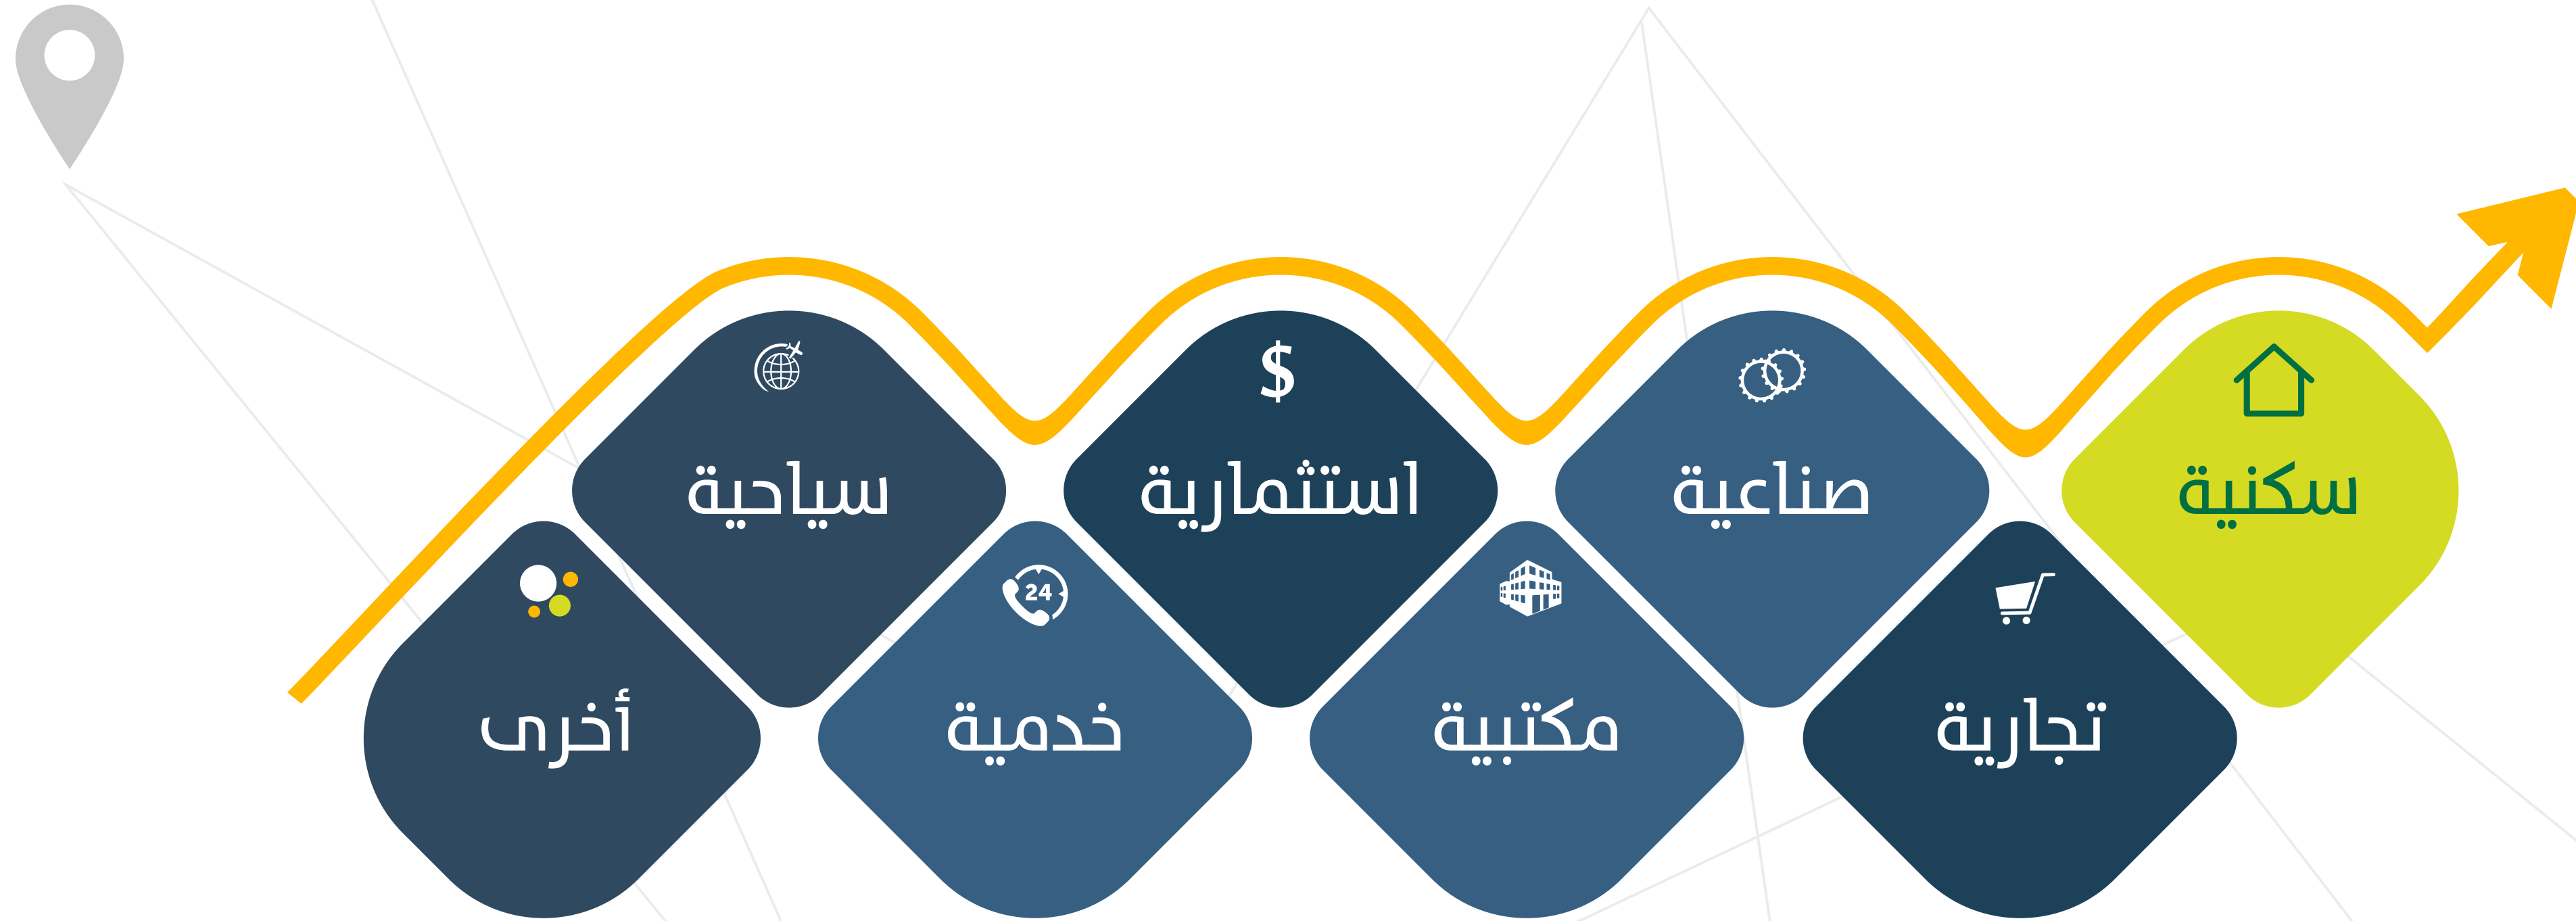 سكنية
تجارية
صناعية
مكتبية
$
استثمارية
24
خدمية
سياحية
أخرى